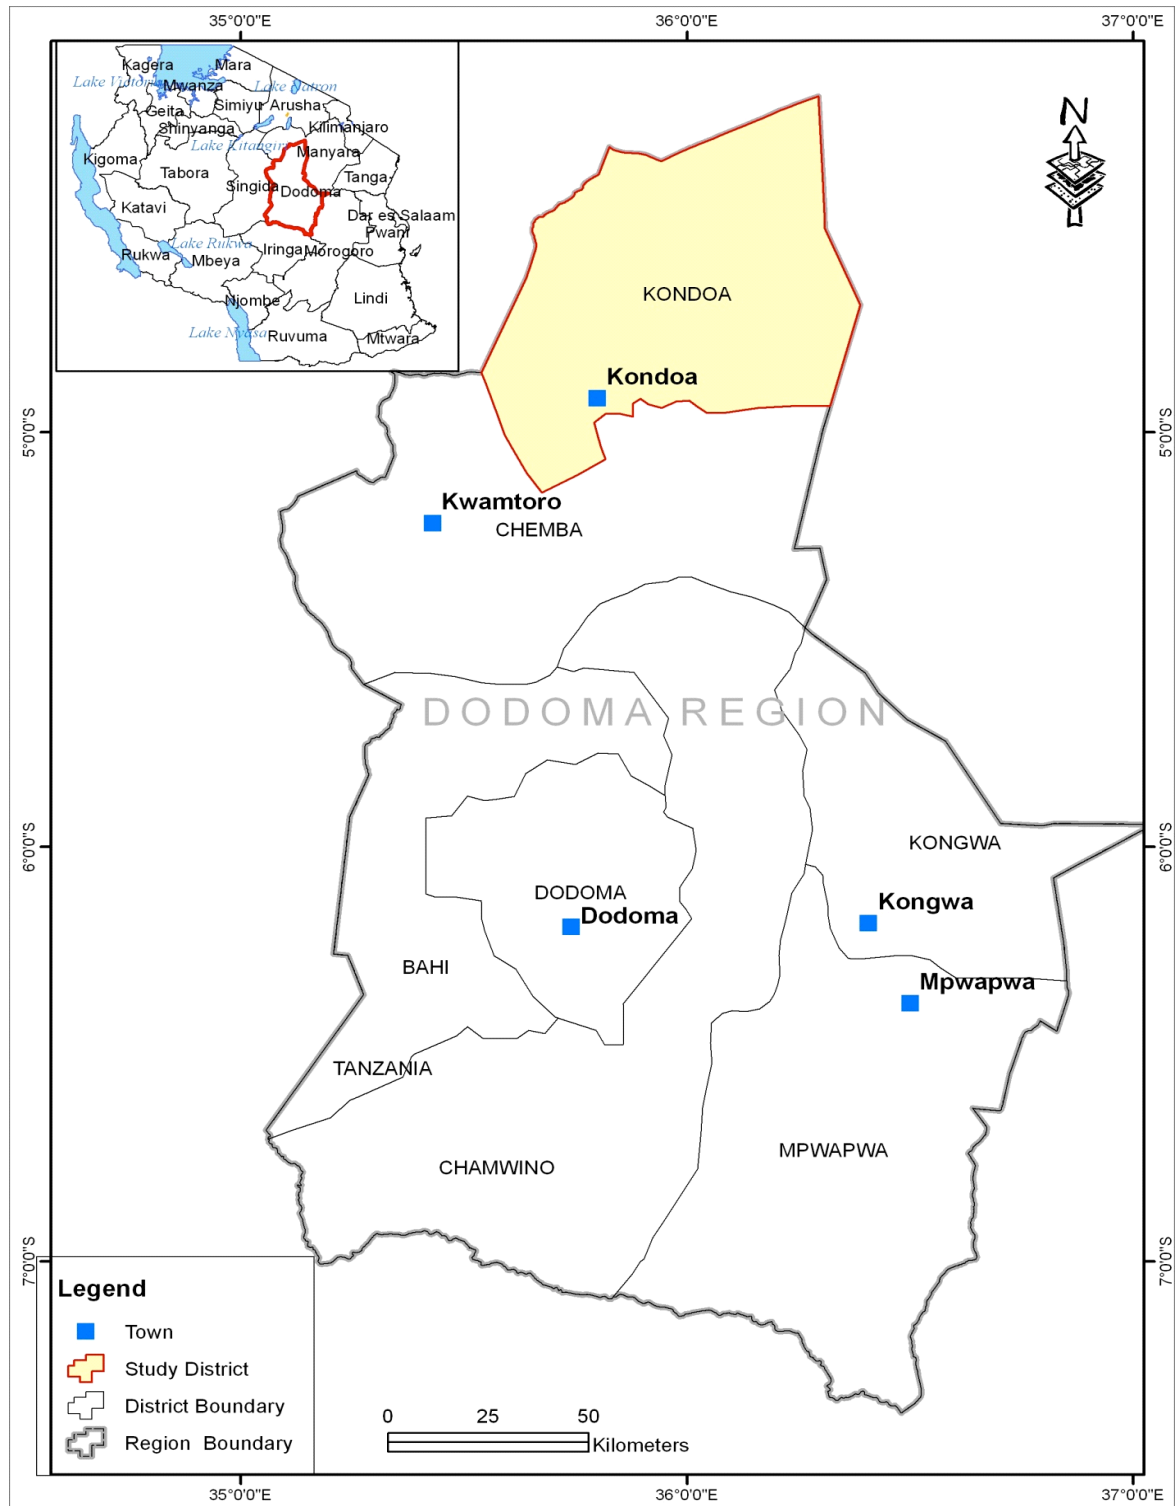 35°0'0"E
36°0'0"E
37°0'0"E
Kagera
Mara
Lake Victoria
Mwanza
Lake Natron
Geita
Simiyu
Arusha
Shinyanga
Kilimanjaro
Lake Kitangiri
Manyara
Kigoma
Tabora
Tanga
Singida
Dodoma
Katavi
Dar es Salaam
Pwani
Lake Rukwa
Iringa
Morogoro
Rukwa
Mbeya
Njombe
Lindi
Lake Nyasa
Ruvuma
Mtwara
N
KONDOA
Kondoa
5°0'0"S
5°0'0"S
Kwamtoro
CHEMBA
DODOMA REGION
6°0'0"S
6°0'0"S
KONGWA
DODOMA
Dodoma
Kongwa
BAHI
Mpwapwa
TANZANIA
CHAMWINO
MPWAPWA
7°0'0"S
7°0'0"S
Legend
Town
Study District
District Boundary
Region Boundary
0 25 50
Kilometers
35°0'0"E
36°0'0"E
37°0'0"E